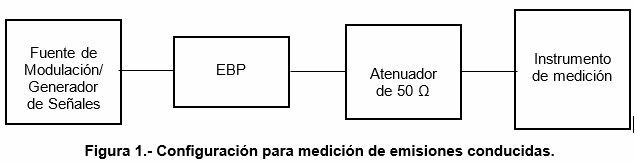 Fuente de
Modulación/
Generador
de Señales
EBP
Atenuador
de 50 Ω
Instrumento
de medición
Figura 1.- Configuración para medición de emisiones conducidas.